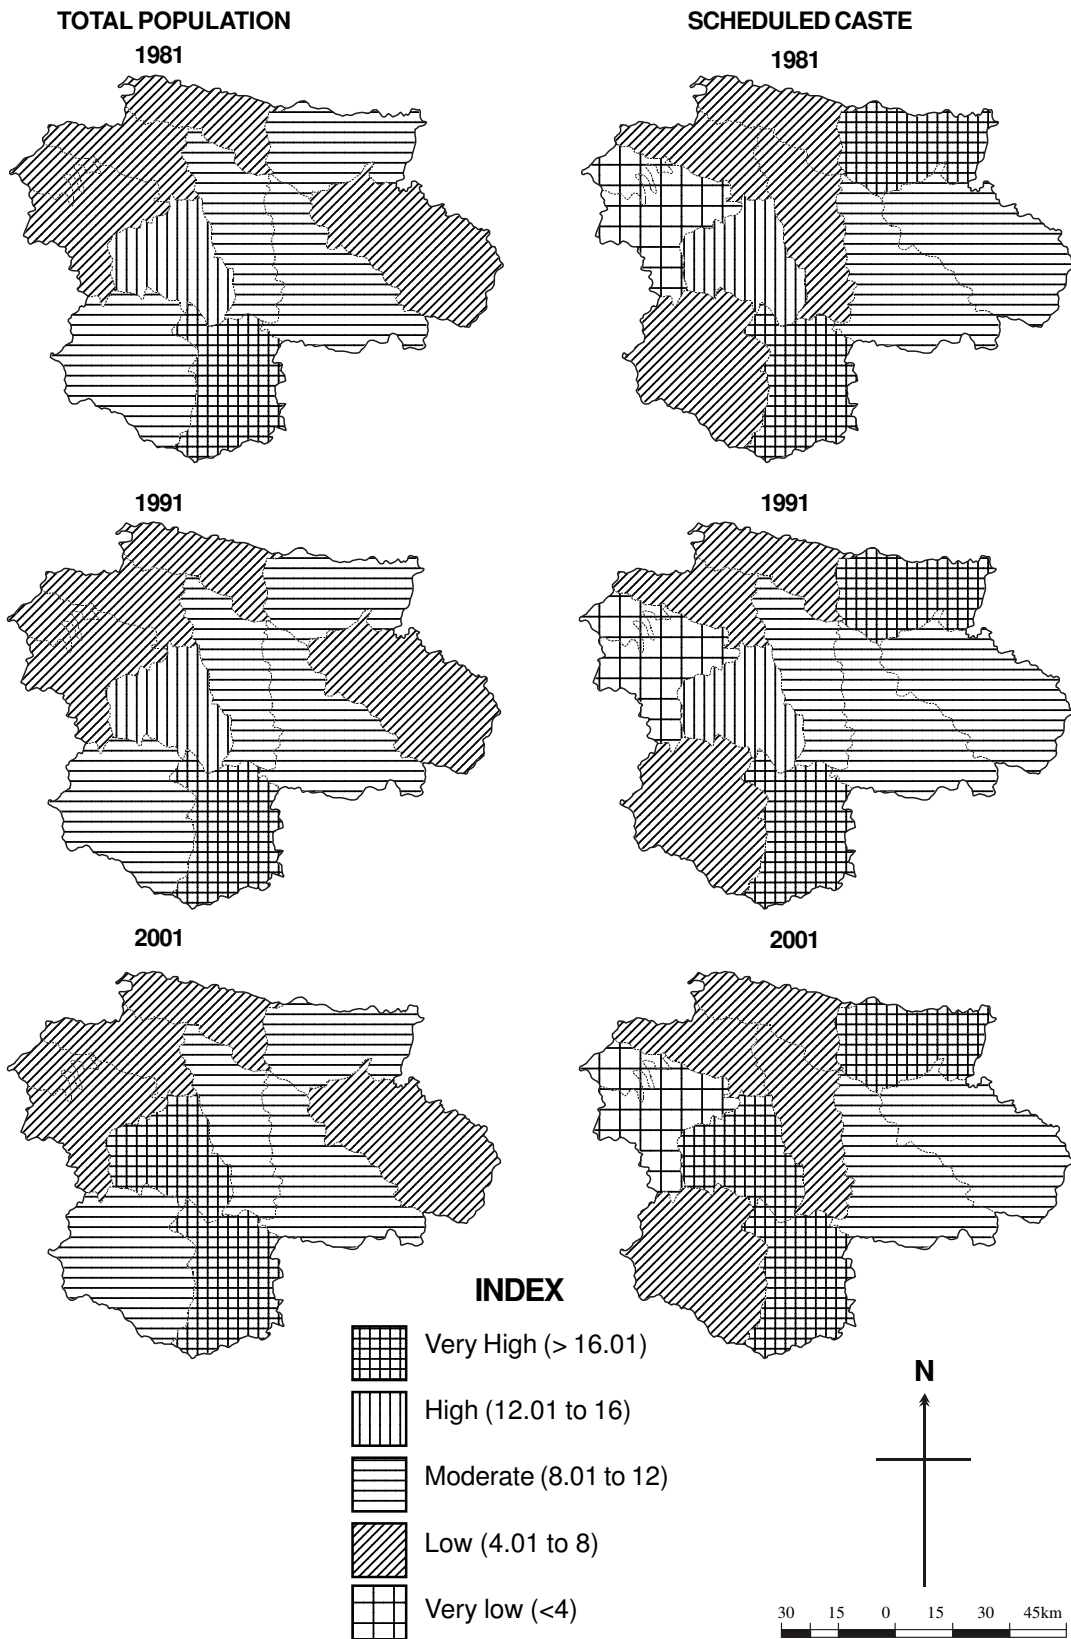 TOTAL POPULATION
SCHEDULED CASTE
1981
1981
1991
1991
2001
2001
INDEX
Very High (> 16.01)
High (12.01 to 16)
Moderate (8.01 to 12)
Low (4.01 to 8)
Very low (<4)
N
30 15 0 15 30 45km